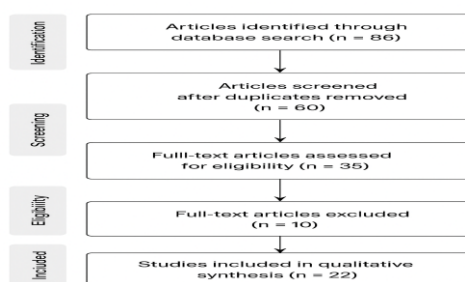 Identification
Articles identified through
database search (n = 86)
Articles screened
after duplicates removed
(n = 60)
Screening
Fulll-text articles assessed
for eligibility (n = 35)
Eligibility
Full-text articles excluded
(n = 10)
Included
Studies included in qualitative
synthesis (n = 22)